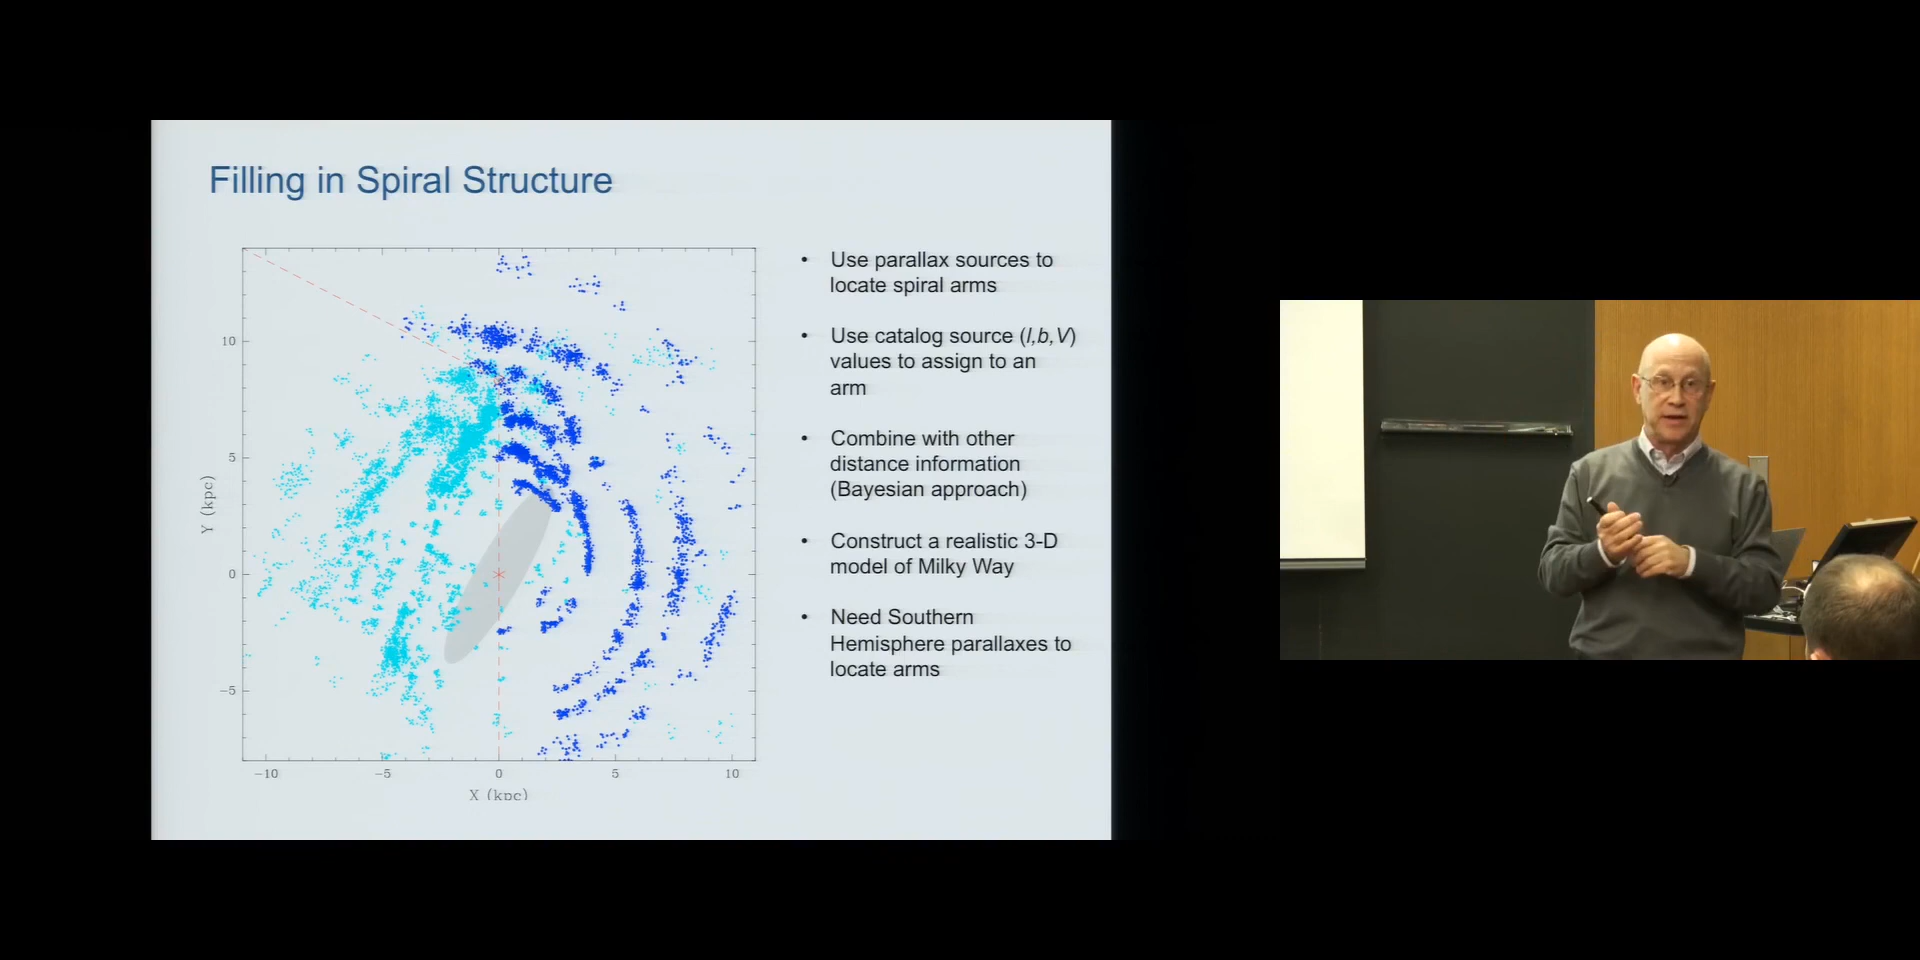 Filling in Spiral Structure
10
5
0
−5
Y (kpc)
−10
−5
0
5
10
X (kpc)
• Use parallax sources to
locate spiral arms
• Use catalog source (l,b,V)
values to assign to an
arm
• Combine with other
distance information
(Bayesian approach)
• Construct a realistic 3-D
model of Milky Way
• Need Southern
Hemisphere parallaxes to
locate arms